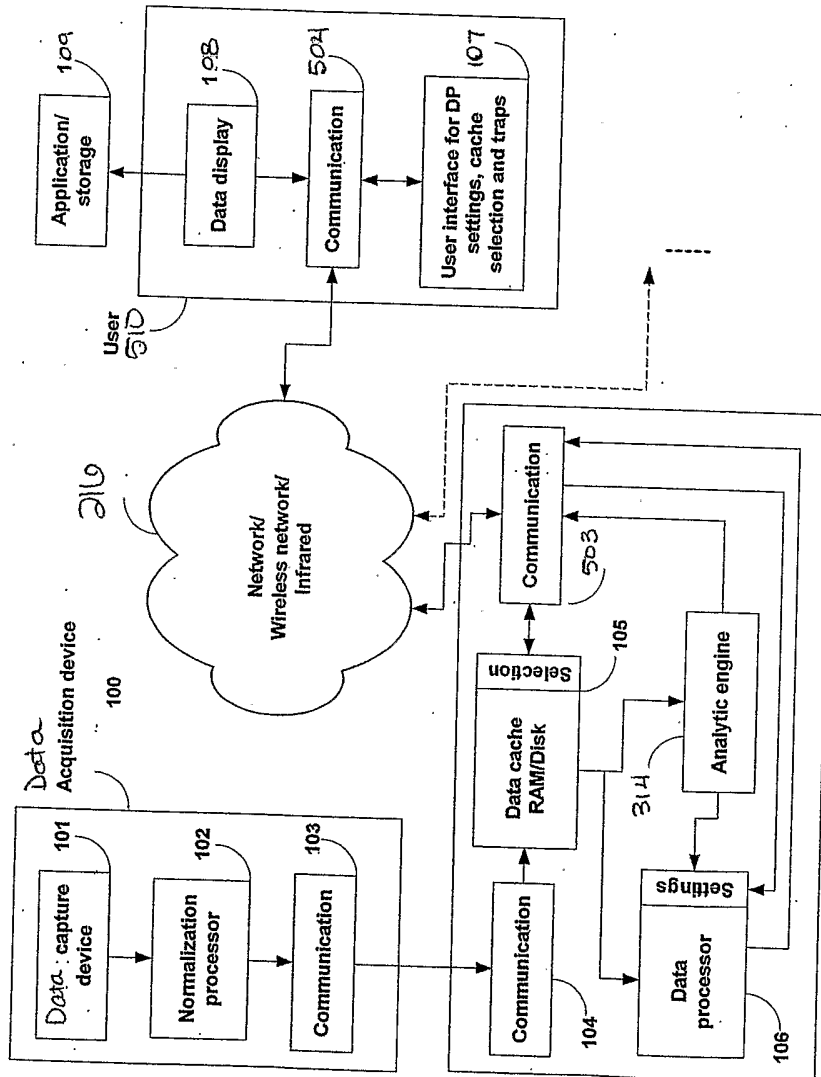 Data
Acquisition device
100
Data: capture
device
101
Normalization
processor
102
Communication
103
216
Network/
Wireless network/
Infrared
User
510
Application/
storage
109
Data display
108
Communication
504
User interface for DP
settings, cache
selection and traps
107
Communication
104
Data cache
RAM/Disk
Selection
105
Communication
503
Data
processor
Settings
106
Analytic engine
314